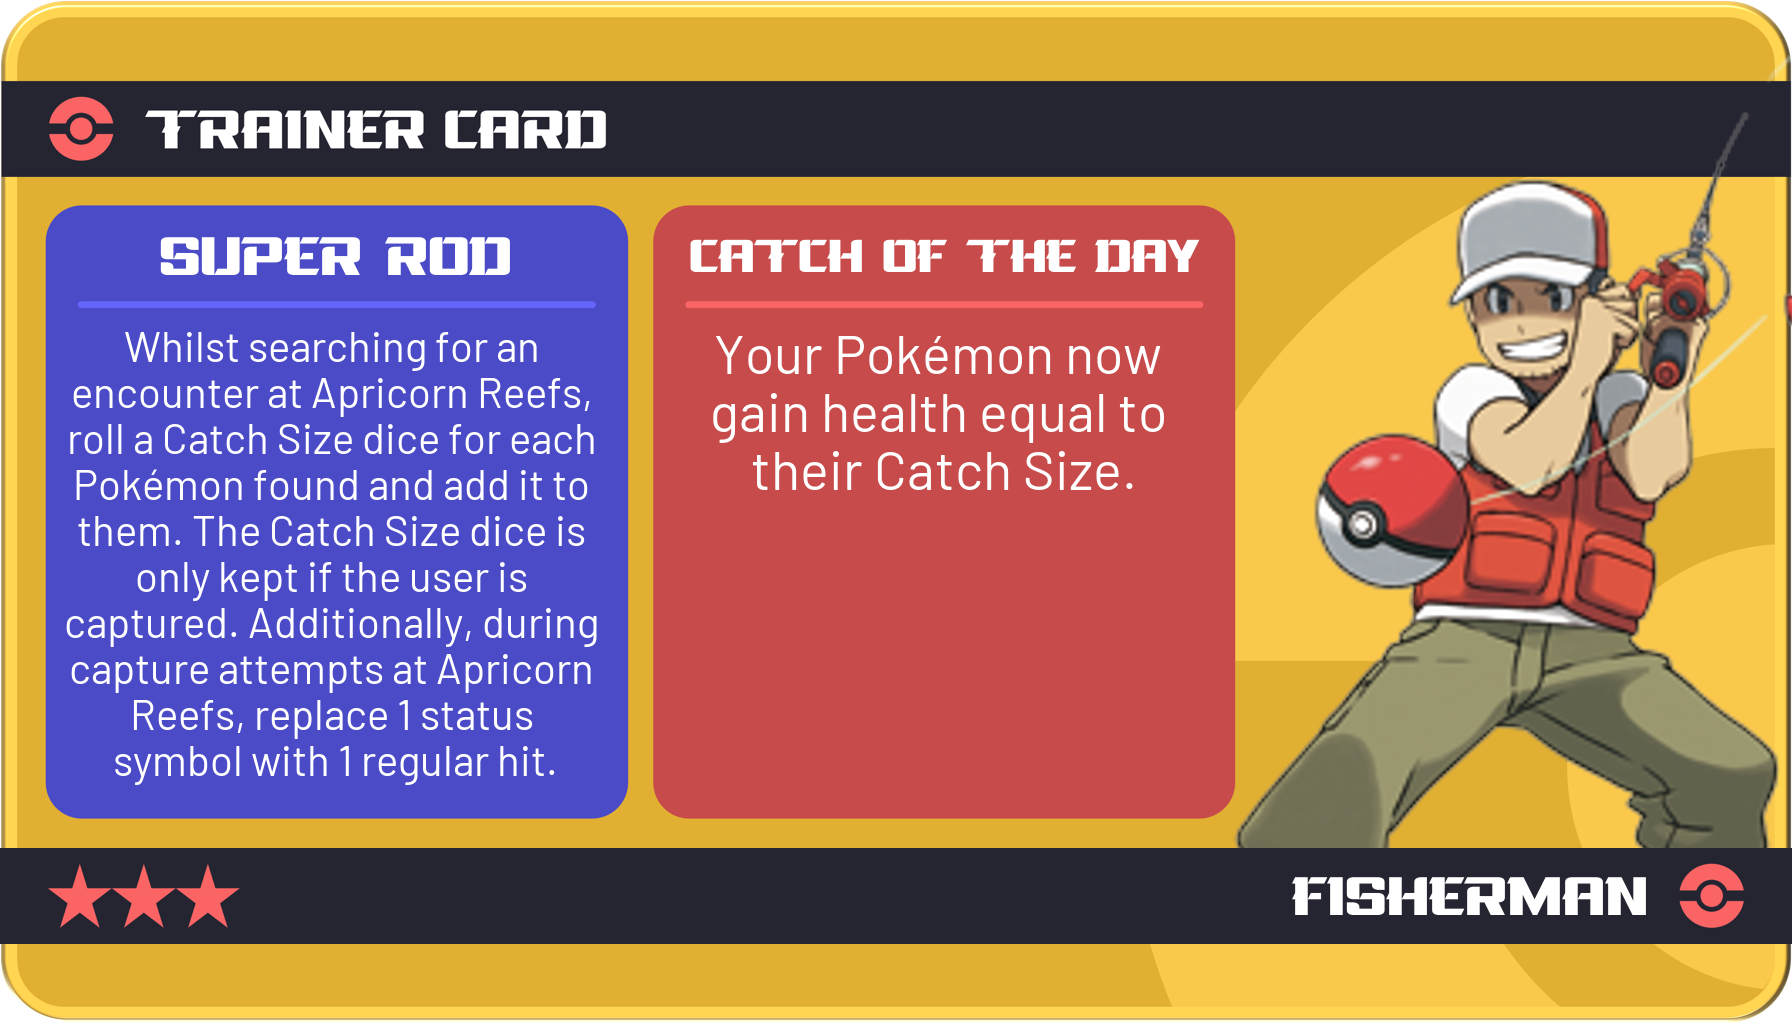 TRAINER CARD
SUPER ROD
Whilst searching for an
encounter at Apricorn Reefs,
roll a Catch Size dice for each
Pokémon found and add it to
them. The Catch Size dice is
only kept if the user is
captured. Additionally, during
capture attempts at Apricorn
Reefs, replace 1 status
symbol with 1 regular hit.
CATCH OF THE DAY
Your Pokémon now
gain health equal to
their Catch Size.
FISHERMAN